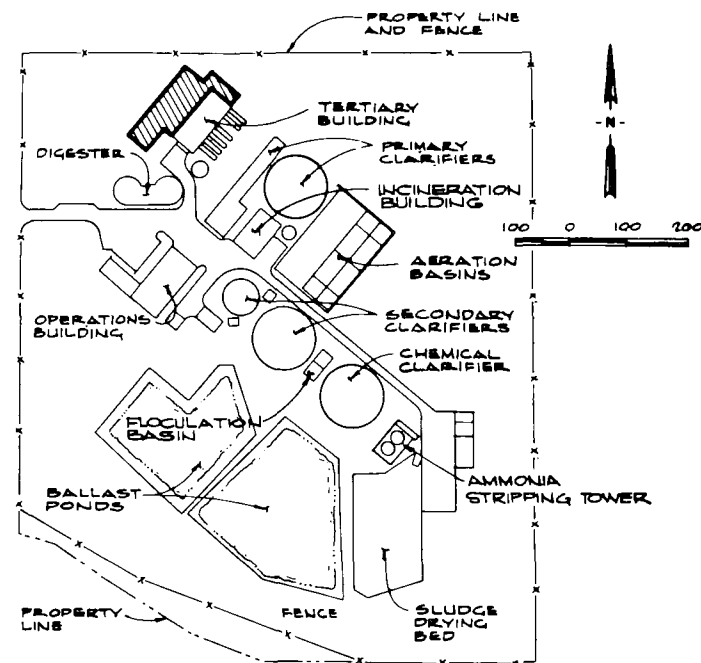 PROPERTY LINE
AND FENCE
TERTIARY
BUILDING
-N-
DIGESTER
PRIMARY
CLARIFIERS
INCINERATION
BUILDING
100 0 100 200
AERATION
BASINS
OPERATIONS
BUILDING
SECONDARY
CLARIFIERS
CHEMICAL
CLARIFIER
FLOCULATION
BASIN
AMMONIA
STRIPPING TOWER
BALLAST
PONDS
PROPERTY
LINE
FENCE
SLUDGE
DRYING
BED